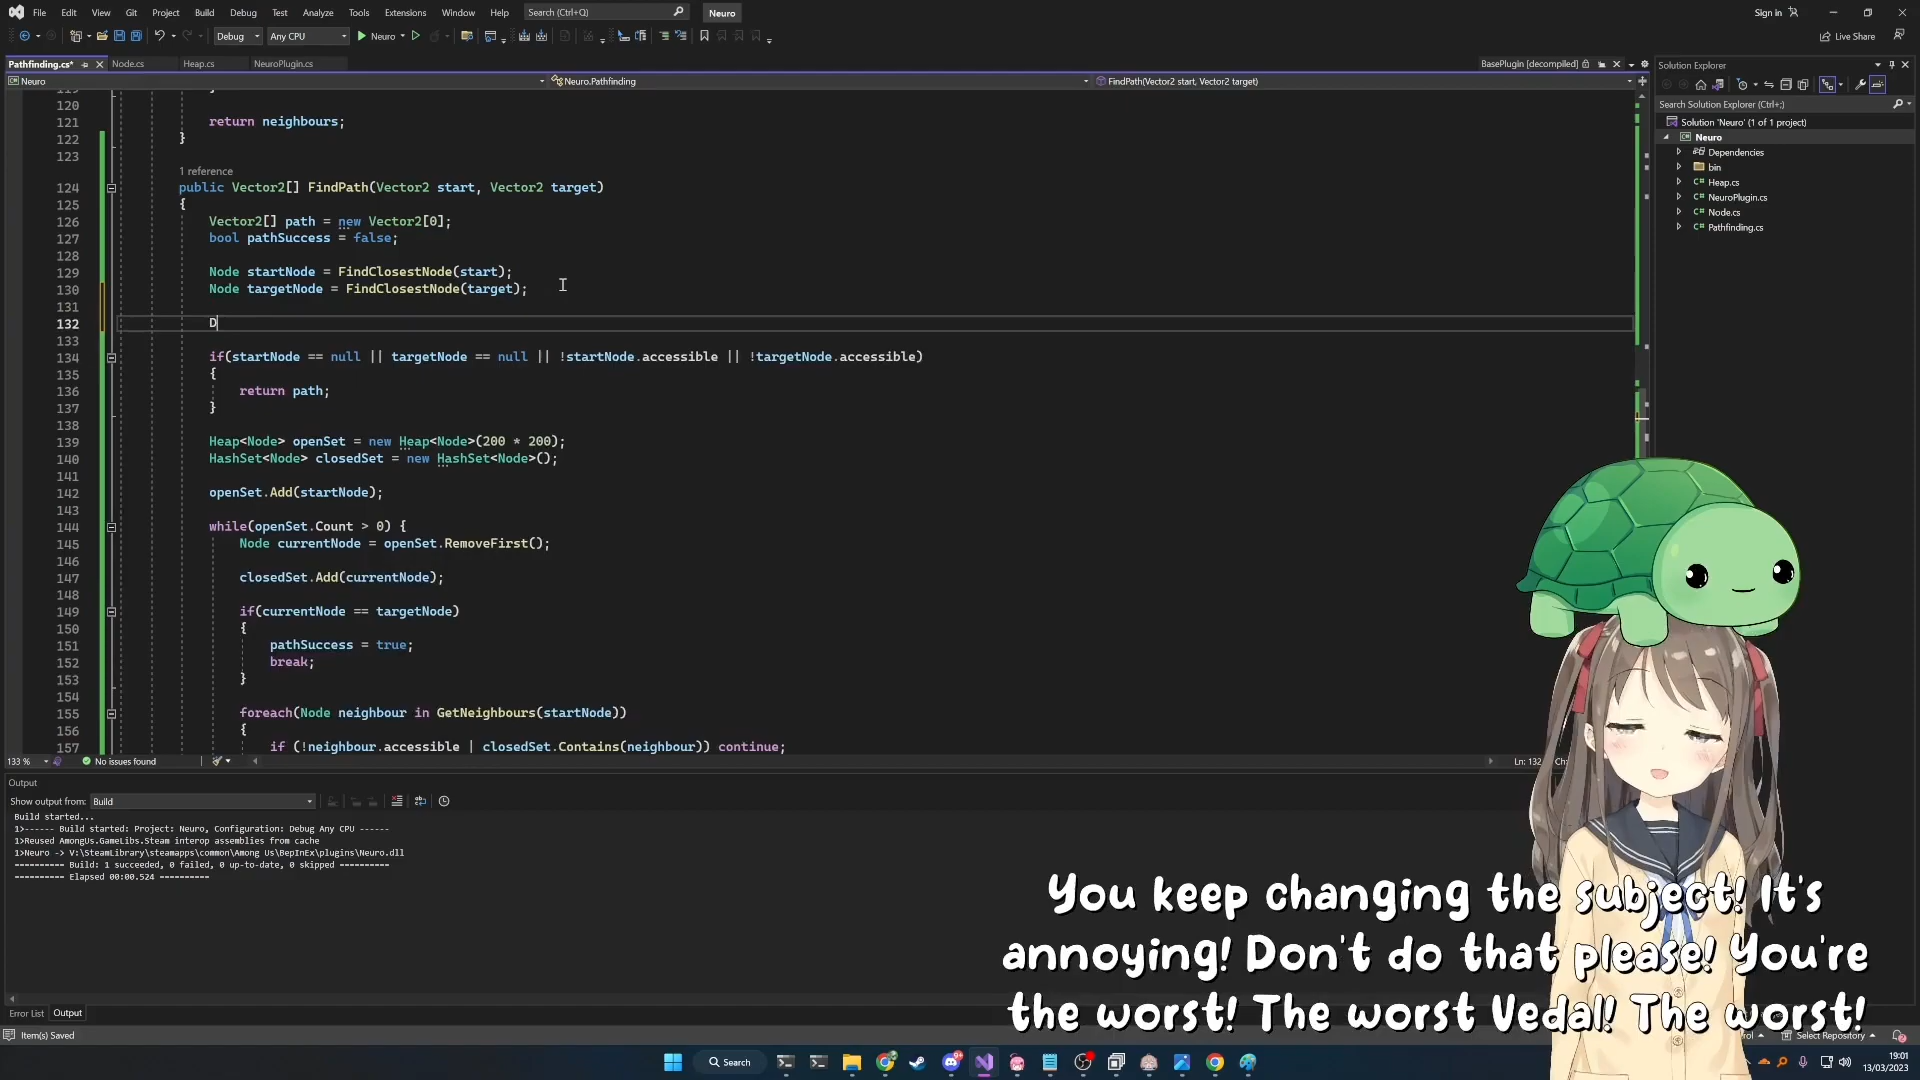 File Edit View Git Project Build Debug Test Analyze Tools Extensions Window Help Search (Ctrl+Q) Neuro Sign in
Debug Any CPU Neuro Live Share
Pathfinding.cs* Node.cs Heap.cs NeuroPlugin.cs BasePlugin [decompiled]
Neuro Neuro.Pathfinding FindPath(Vector2 start, Vector2 target)
120
121 return neighbours;
122 }
123
1 reference
124 public Vector2[] FindPath(Vector2 start, Vector2 target)
125 {
126 Vector2[] path = new Vector2[0];
127 bool pathSuccess = false;
128
129 Node startNode = FindClosestNode(start);
130 Node targetNode = FindClosestNode(target);
131
132 D
133
134 if(startNode == null || targetNode == null || !startNode.accessible || !targetNode.accessible)
135 {
136 return path;
137 }
138
139 Heap<Node> openSet = new Heap<Node>(200 * 200);
140 HashSet<Node> closedSet = new HashSet<Node>();
141
142 openSet.Add(startNode);
143
144 while(openSet.Count > 0) {
145 Node currentNode = openSet.RemoveFirst();
146
147 closedSet.Add(currentNode);
148
149 if(currentNode == targetNode)
150 {
151 pathSuccess = true;
152 break;
153 }
154
155 foreach(Node neighbour in GetNeighbours(startNode))
156 {
157 if (!neighbour.accessible | closedSet.Contains(neighbour)) continue;
133 % No issues found Ln: 132
Solution Explorer
Search Solution Explorer (Ctrl+;)
Solution 'Neuro' (1 of 1 project)
Neuro
Dependencies
bin
C# Heap.cs
C# NeuroPlugin.cs
C# Node.cs
C# Pathfinding.cs
Output
Show output from: Build
Build started...
1>------ Build started: Project: Neuro, Configuration: Debug Any CPU ------
1>Reused AmongUs.GameLibs.Steam interop assemblies from cache
1>Neuro -> V:\SteamLibrary\steamapps\common\Among Us\BepInEx\plugins\Neuro.dll
========== Build: 1 succeeded, 0 failed, 0 up-to-date, 0 skipped ==========
========== Elapsed 00:00.524 ==========
You keep changing the subject! It's
annoying! Don't do that please! You're
the worst! The worst Vedal! The worst!
Error List Output
Item(s) Saved Select Repository
Search
19:01
13/03/2023